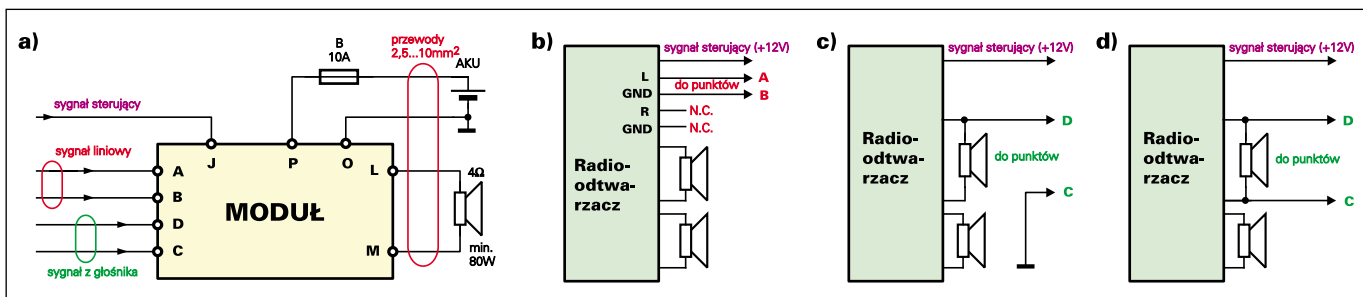 a)
sygnał sterujący
sygnał liniowy
sygnał z głośnika
B
10A
przewody
2,5...10mm²
AKU
J
P
O
A
B
D
C
L
M
MODUŁ
4Ω
min.
80W
b)
sygnał sterujący (+12V)
L
A
do punktów
GND
B
R
N.C.
GND
N.C.
Radio-
odtwa-
rzacz
c)
sygnał sterujący (+12V)
D
do punktów
C
Radio-
odtwa-
rzacz
d)
sygnał sterujący (+12V)
D
do punktów
C
Radio-
odtwa-
rzacz